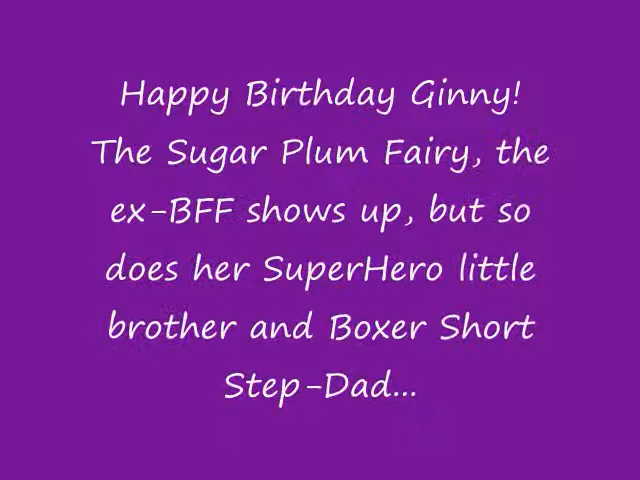 Happy Birthday Ginny!
The Sugar Plum Fairy, the
ex-BFF shows up, but so
does her SuperHero little
brother and Boxer Short
Step-Dad...